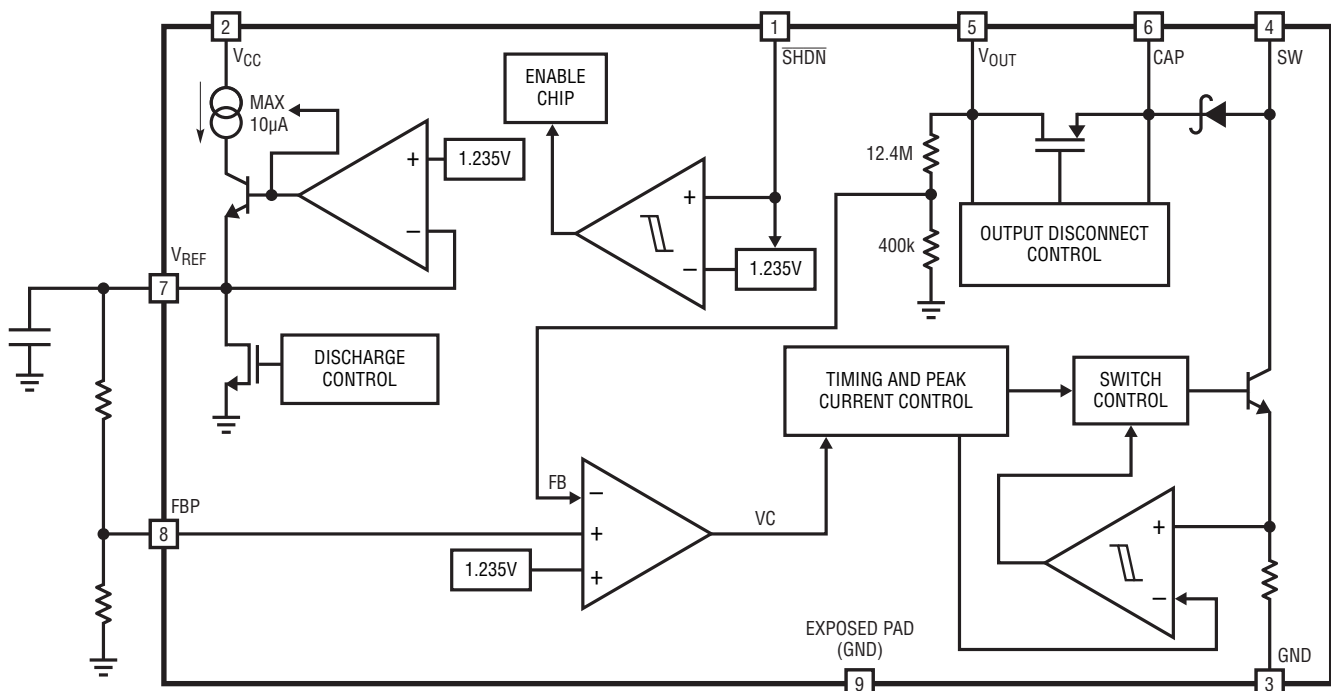 2
1
5
6
4
VCC
SHDN
VOUT
CAP
SW
MAX
10µA
ENABLE
CHIP
+
1.235V
−
12.4M
400k
+
−
1.235V
OUTPUT DISCONNECT
CONTROL
VREF
7
DISCHARGE
CONTROL
TIMING AND PEAK
CURRENT CONTROL
SWITCH
CONTROL
FB
−
FBP
8
+
VC
1.235V
+
+
−
EXPOSED PAD
(GND)
9
GND
3